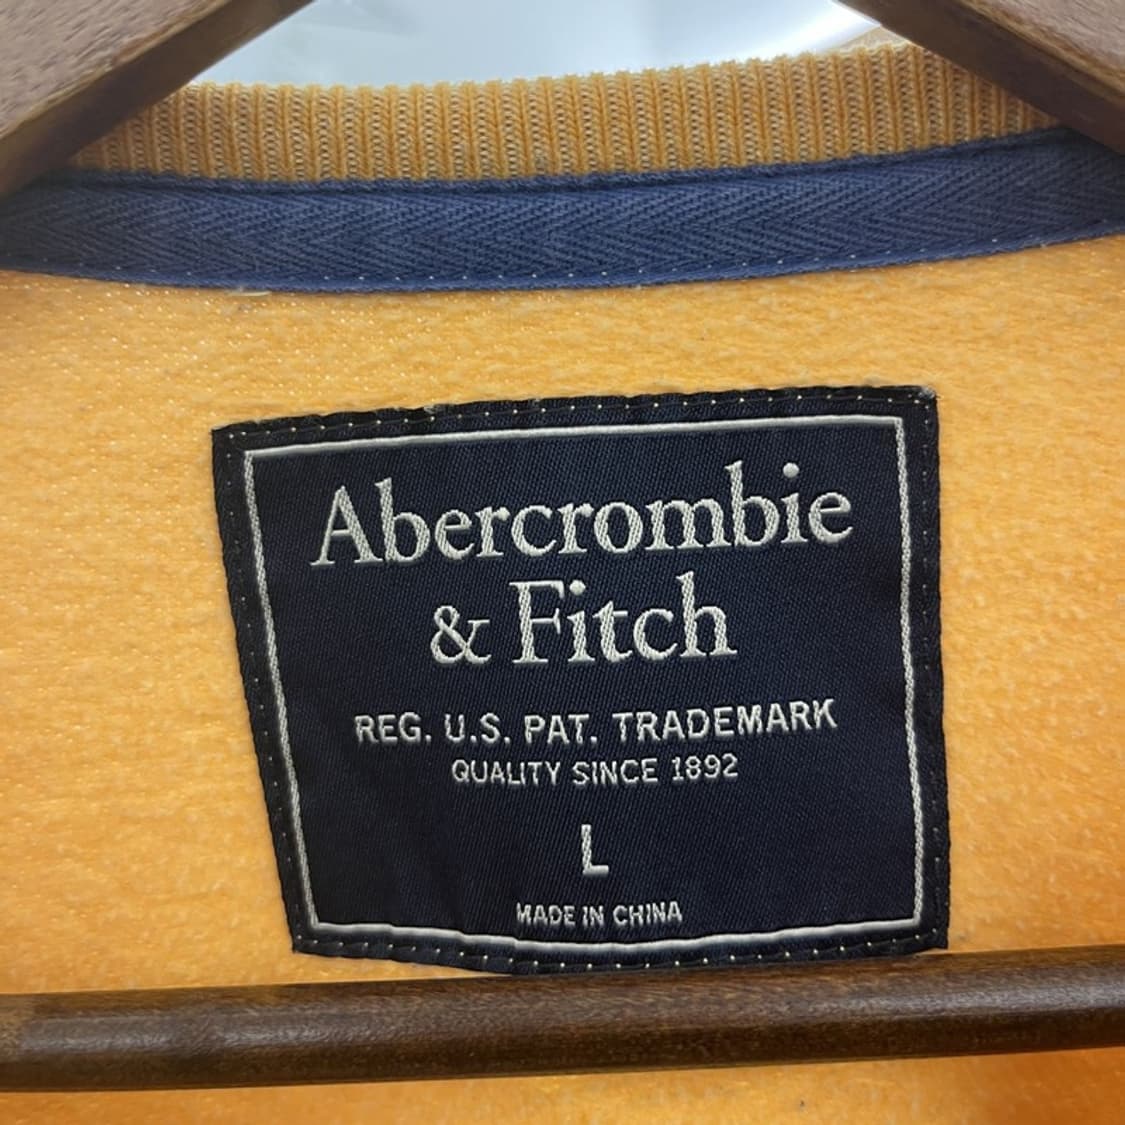 Abercrombie
& Fitch
REG. U.S. PAT. TRADEMARK
QUALITY SINCE 1892
L
MADE IN CHINA